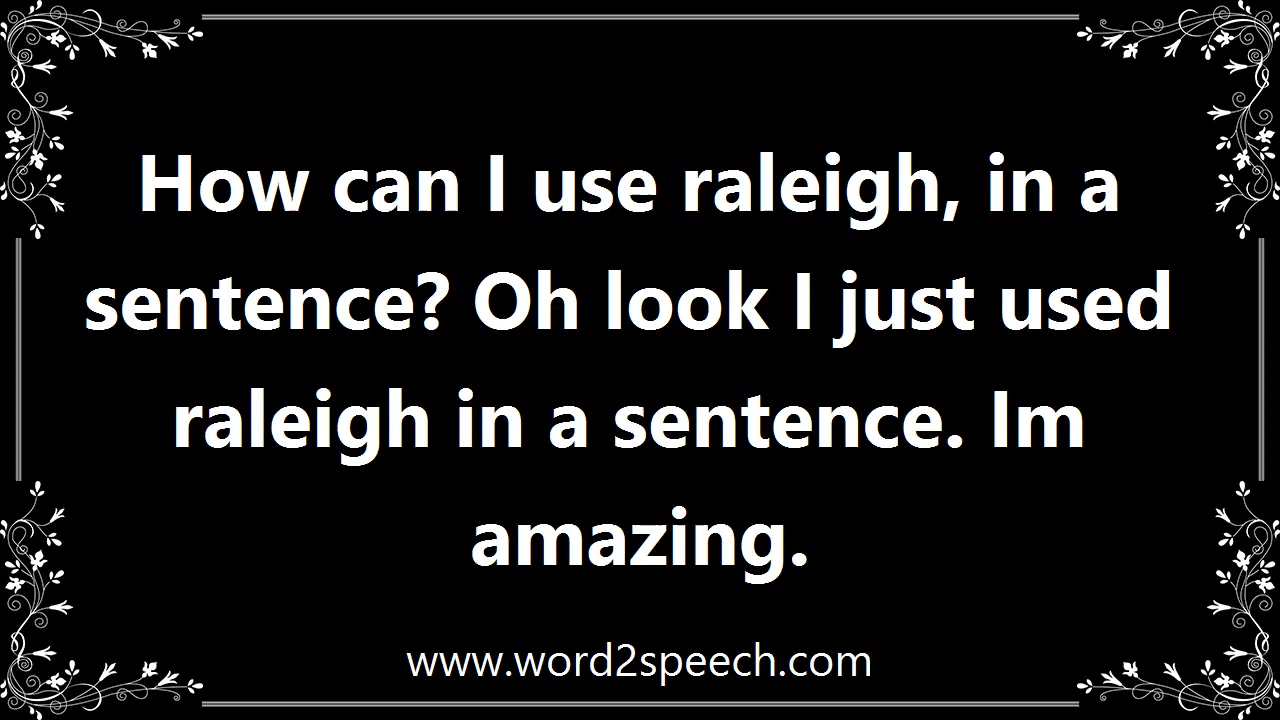 How can I use raleigh, in a
sentence? Oh look I just used
raleigh in a sentence. Im
amazing.
www.word2speech.com